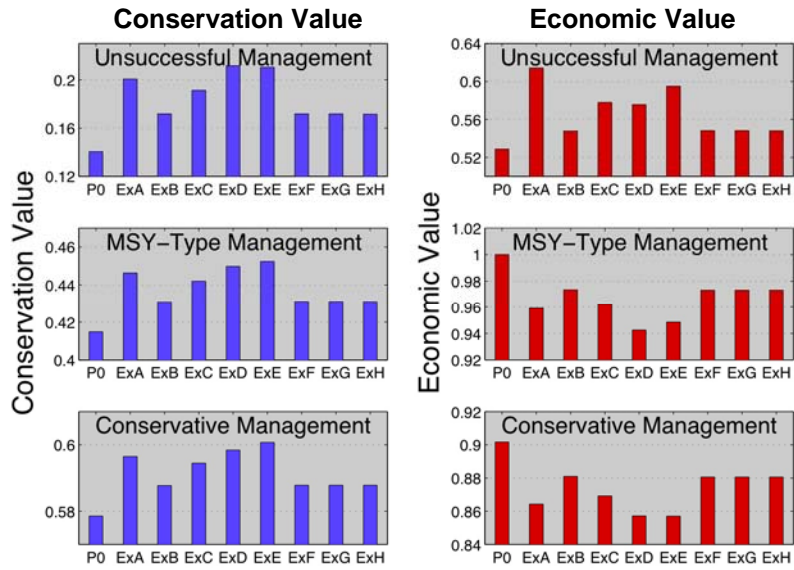 Conservation Value
Economic Value
Conservation Value
Unsuccessful Management
0.2
0.16
0.12
P0 ExA ExB ExC ExD ExE ExF ExG ExH
MSY-Type Management
0.46
0.44
0.42
0.4
P0 ExA ExB ExC ExD ExE ExF ExG ExH
Conservative Management
0.6
0.58
P0 ExA ExB ExC ExD ExE ExF ExG ExH
Economic Value
Unsuccessful Management
0.64
0.6
0.56
0.52
P0 ExA ExB ExC ExD ExE ExF ExG ExH
MSY-Type Management
1.02
1
0.98
0.96
0.94
0.92
P0 ExA ExB ExC ExD ExE ExF ExG ExH
Conservative Management
0.92
0.9
0.88
0.86
0.84
P0 ExA ExB ExC ExD ExE ExF ExG ExH